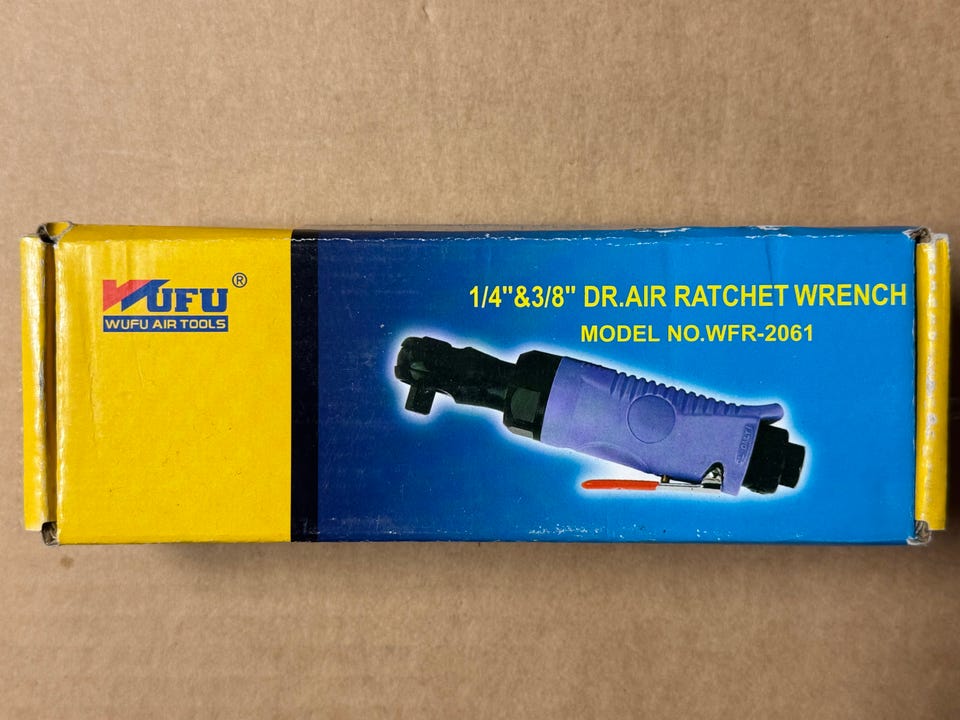 WUFU®
WUFU AIR TOOLS
1/4"&3/8" DR.AIR RATCHET WRENCH
MODEL NO.WFR-2061